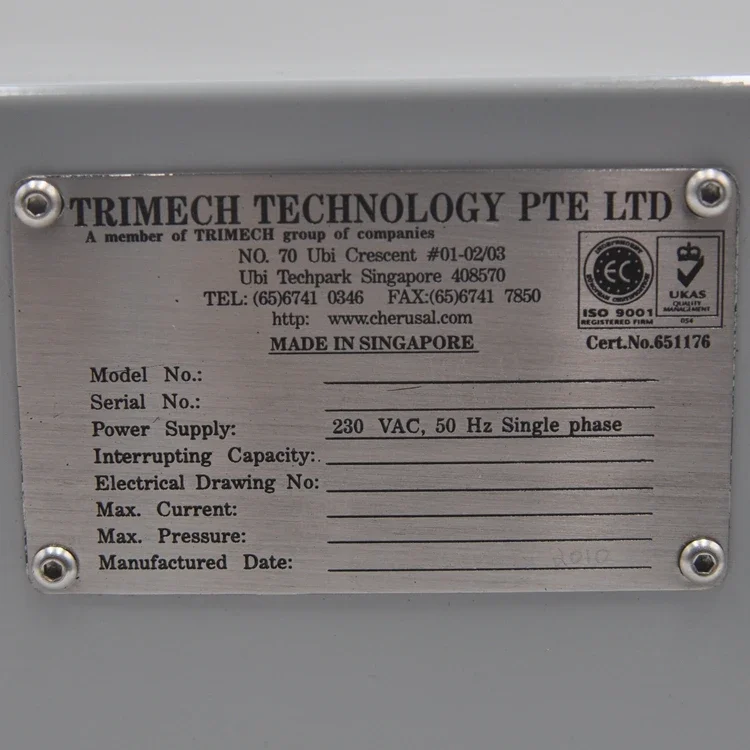 TRIMECH TECHNOLOGY PTE LTD
A member of TRIMECH group of companies
NO. 70 Ubi Crescent #01-02/03
Ubi Techpark Singapore 408570
TEL: (65)6741 0346 FAX:(65)6741 7850
http: www.cherusal.com
MADE IN SINGAPORE
EC
ISO 9001
REGISTERED FIRM
UKAS
QUALITY
MANAGEMENT
054
Cert.No.651176
Model No.:
Serial No.:
Power Supply: 230 VAC, 50 Hz Single phase
Interrupting Capacity:
Electrical Drawing No:
Max. Current:
Max. Pressure:
Manufactured Date: 2010